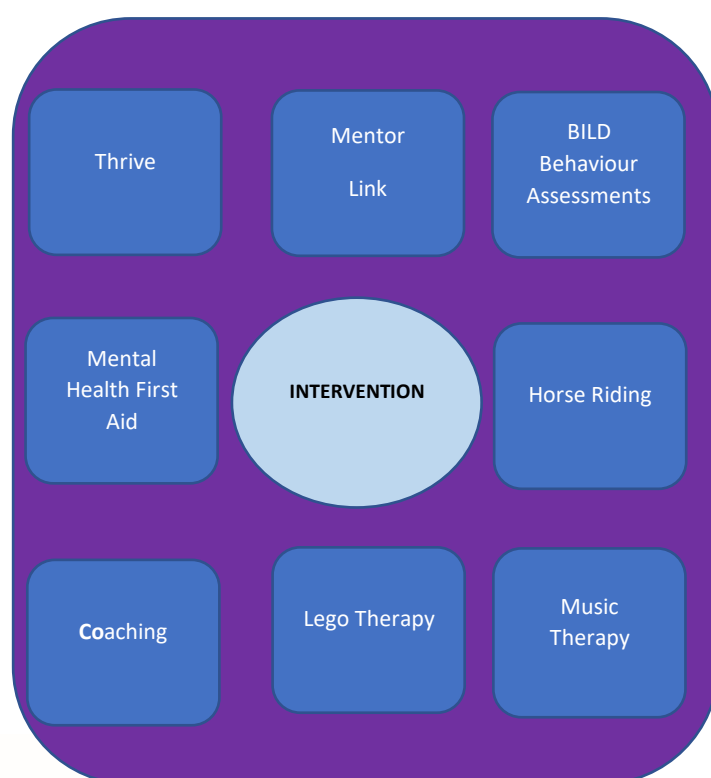 Thrive
Mentor
Link
BILD
Behaviour
Assessments
Mental
Health First
Aid
INTERVENTION
Horse Riding
Coaching
Lego Therapy
Music
Therapy